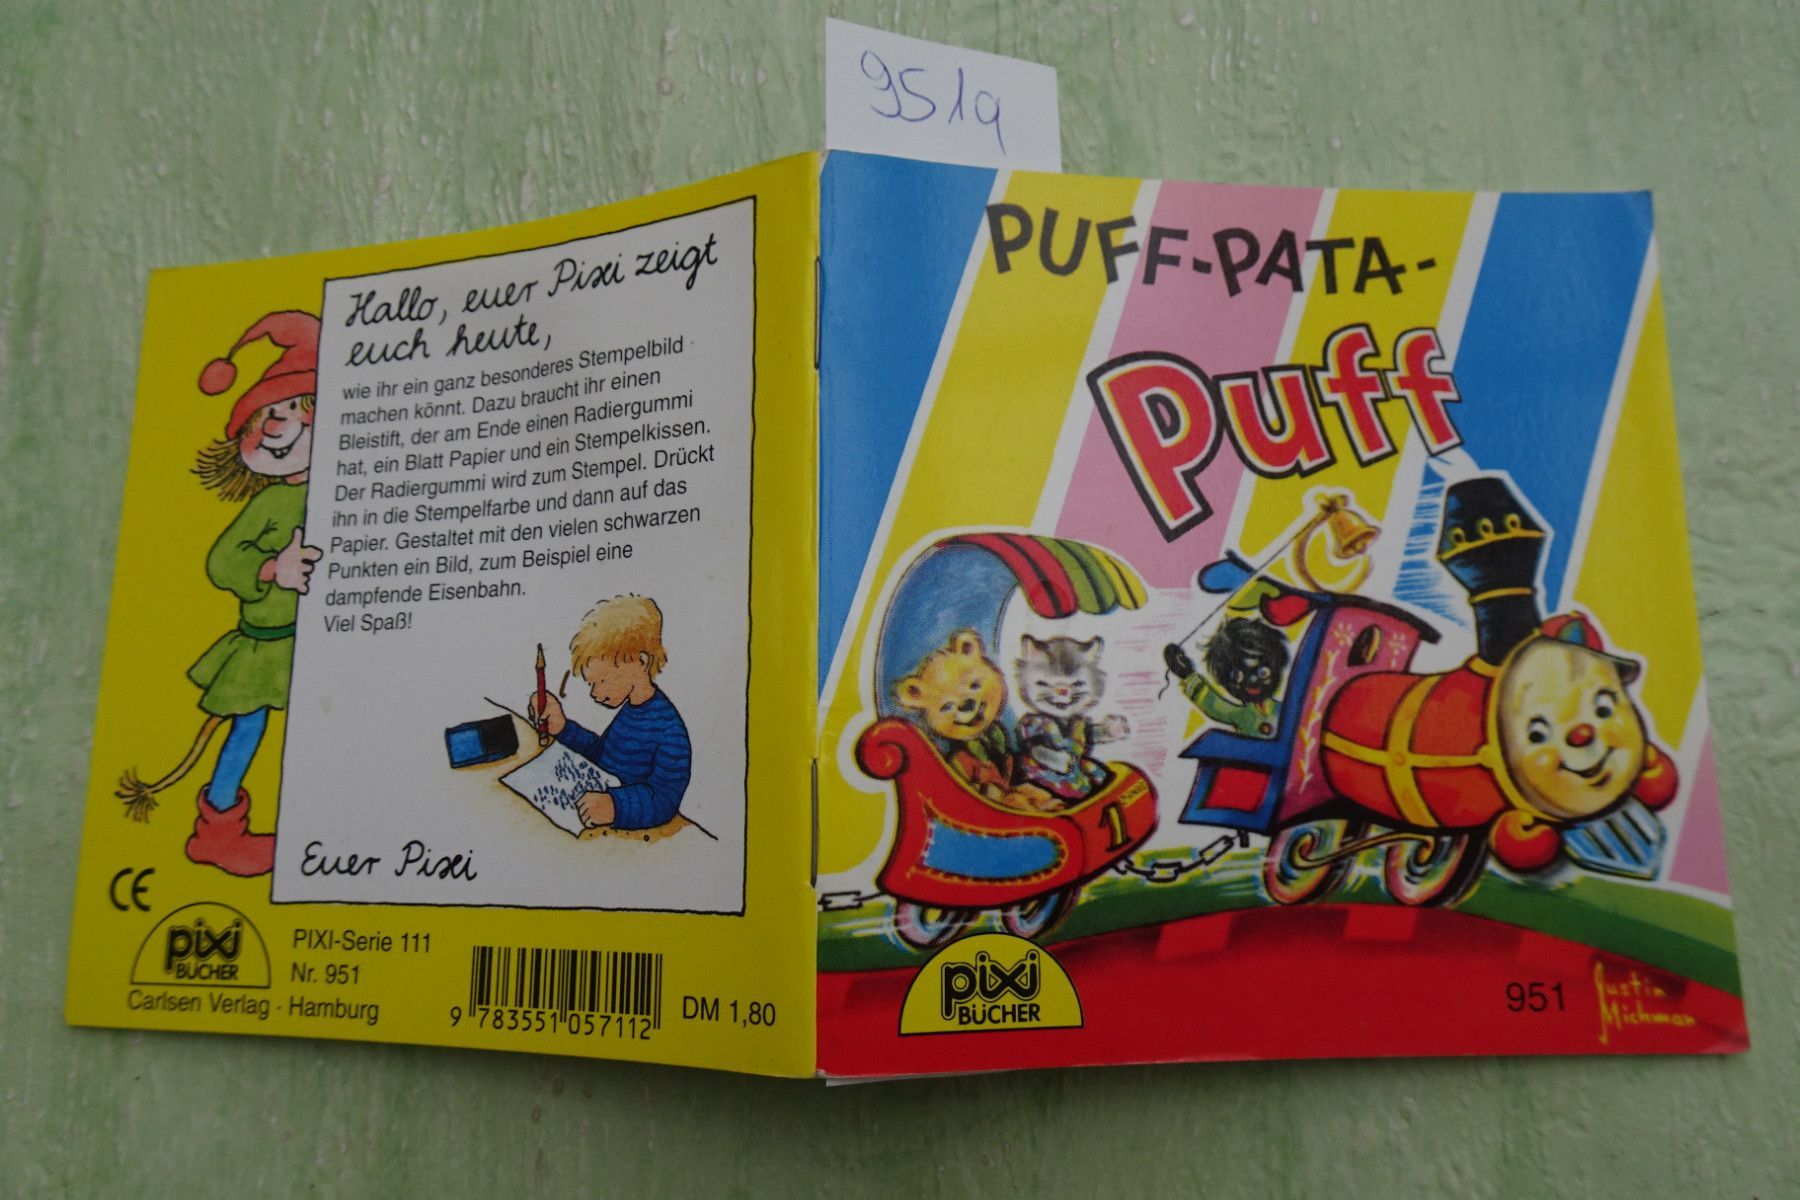 951a
Hallo, euer Pixi zeigt
euch heute,
wie ihr ein ganz besonderes Stempelbild
machen könnt. Dazu braucht ihr einen
Bleistift, der am Ende einen Radiergummi
hat, ein Blatt Papier und ein Stempelkissen.
Der Radiergummi wird zum Stempel. Drückt
ihn in die Stempelfarbe und dann auf das
Papier. Gestaltet mit den vielen schwarzen
Punkten ein Bild, zum Beispiel eine
dampfende Eisenbahn.
Viel Spaß!
Euer Pixi
CE
pixi
BÜCHER
Carlsen Verlag · Hamburg
PIXI-Serie 111
Nr. 951
9 783551 057112
DM 1,80
PUFF-PATA-
Puff
1
pixi
BÜCHER
951
Justin
Michman